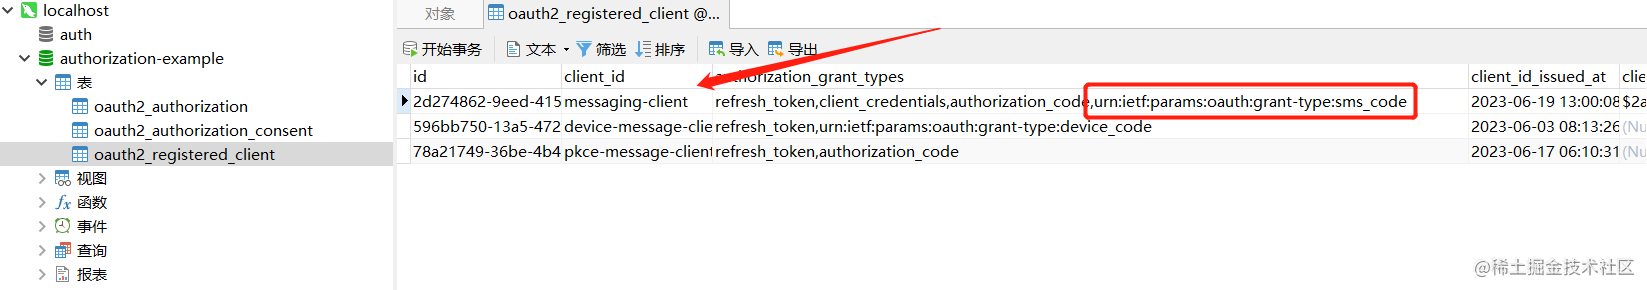 localhost
auth
authorization-example
表
oauth2_authorization
oauth2_authorization_consent
oauth2_registered_client
视图
函数
事件
查询
报表
对象
oauth2_registered_client @...
开始事务 文本 筛选 排序 导入 导出
id client_id authorization_grant_types client_id_issued_at clie
2d274862-9eed-415 messaging-client refresh_token,client_credentials,authorization_code,urn:ietf:params:oauth:grant-type:sms_code 2023-06-19 13:00:08 $2a
596bb750-13a5-472 device-message-clie refresh_token,urn:ietf:params:oauth:grant-type:device_code 2023-06-03 08:13:26 (Nu
78a21749-36be-4b4 pkce-message-client refresh_token,authorization_code 2023-06-17 06:10:31 (Nu
@稀土掘金技术社区